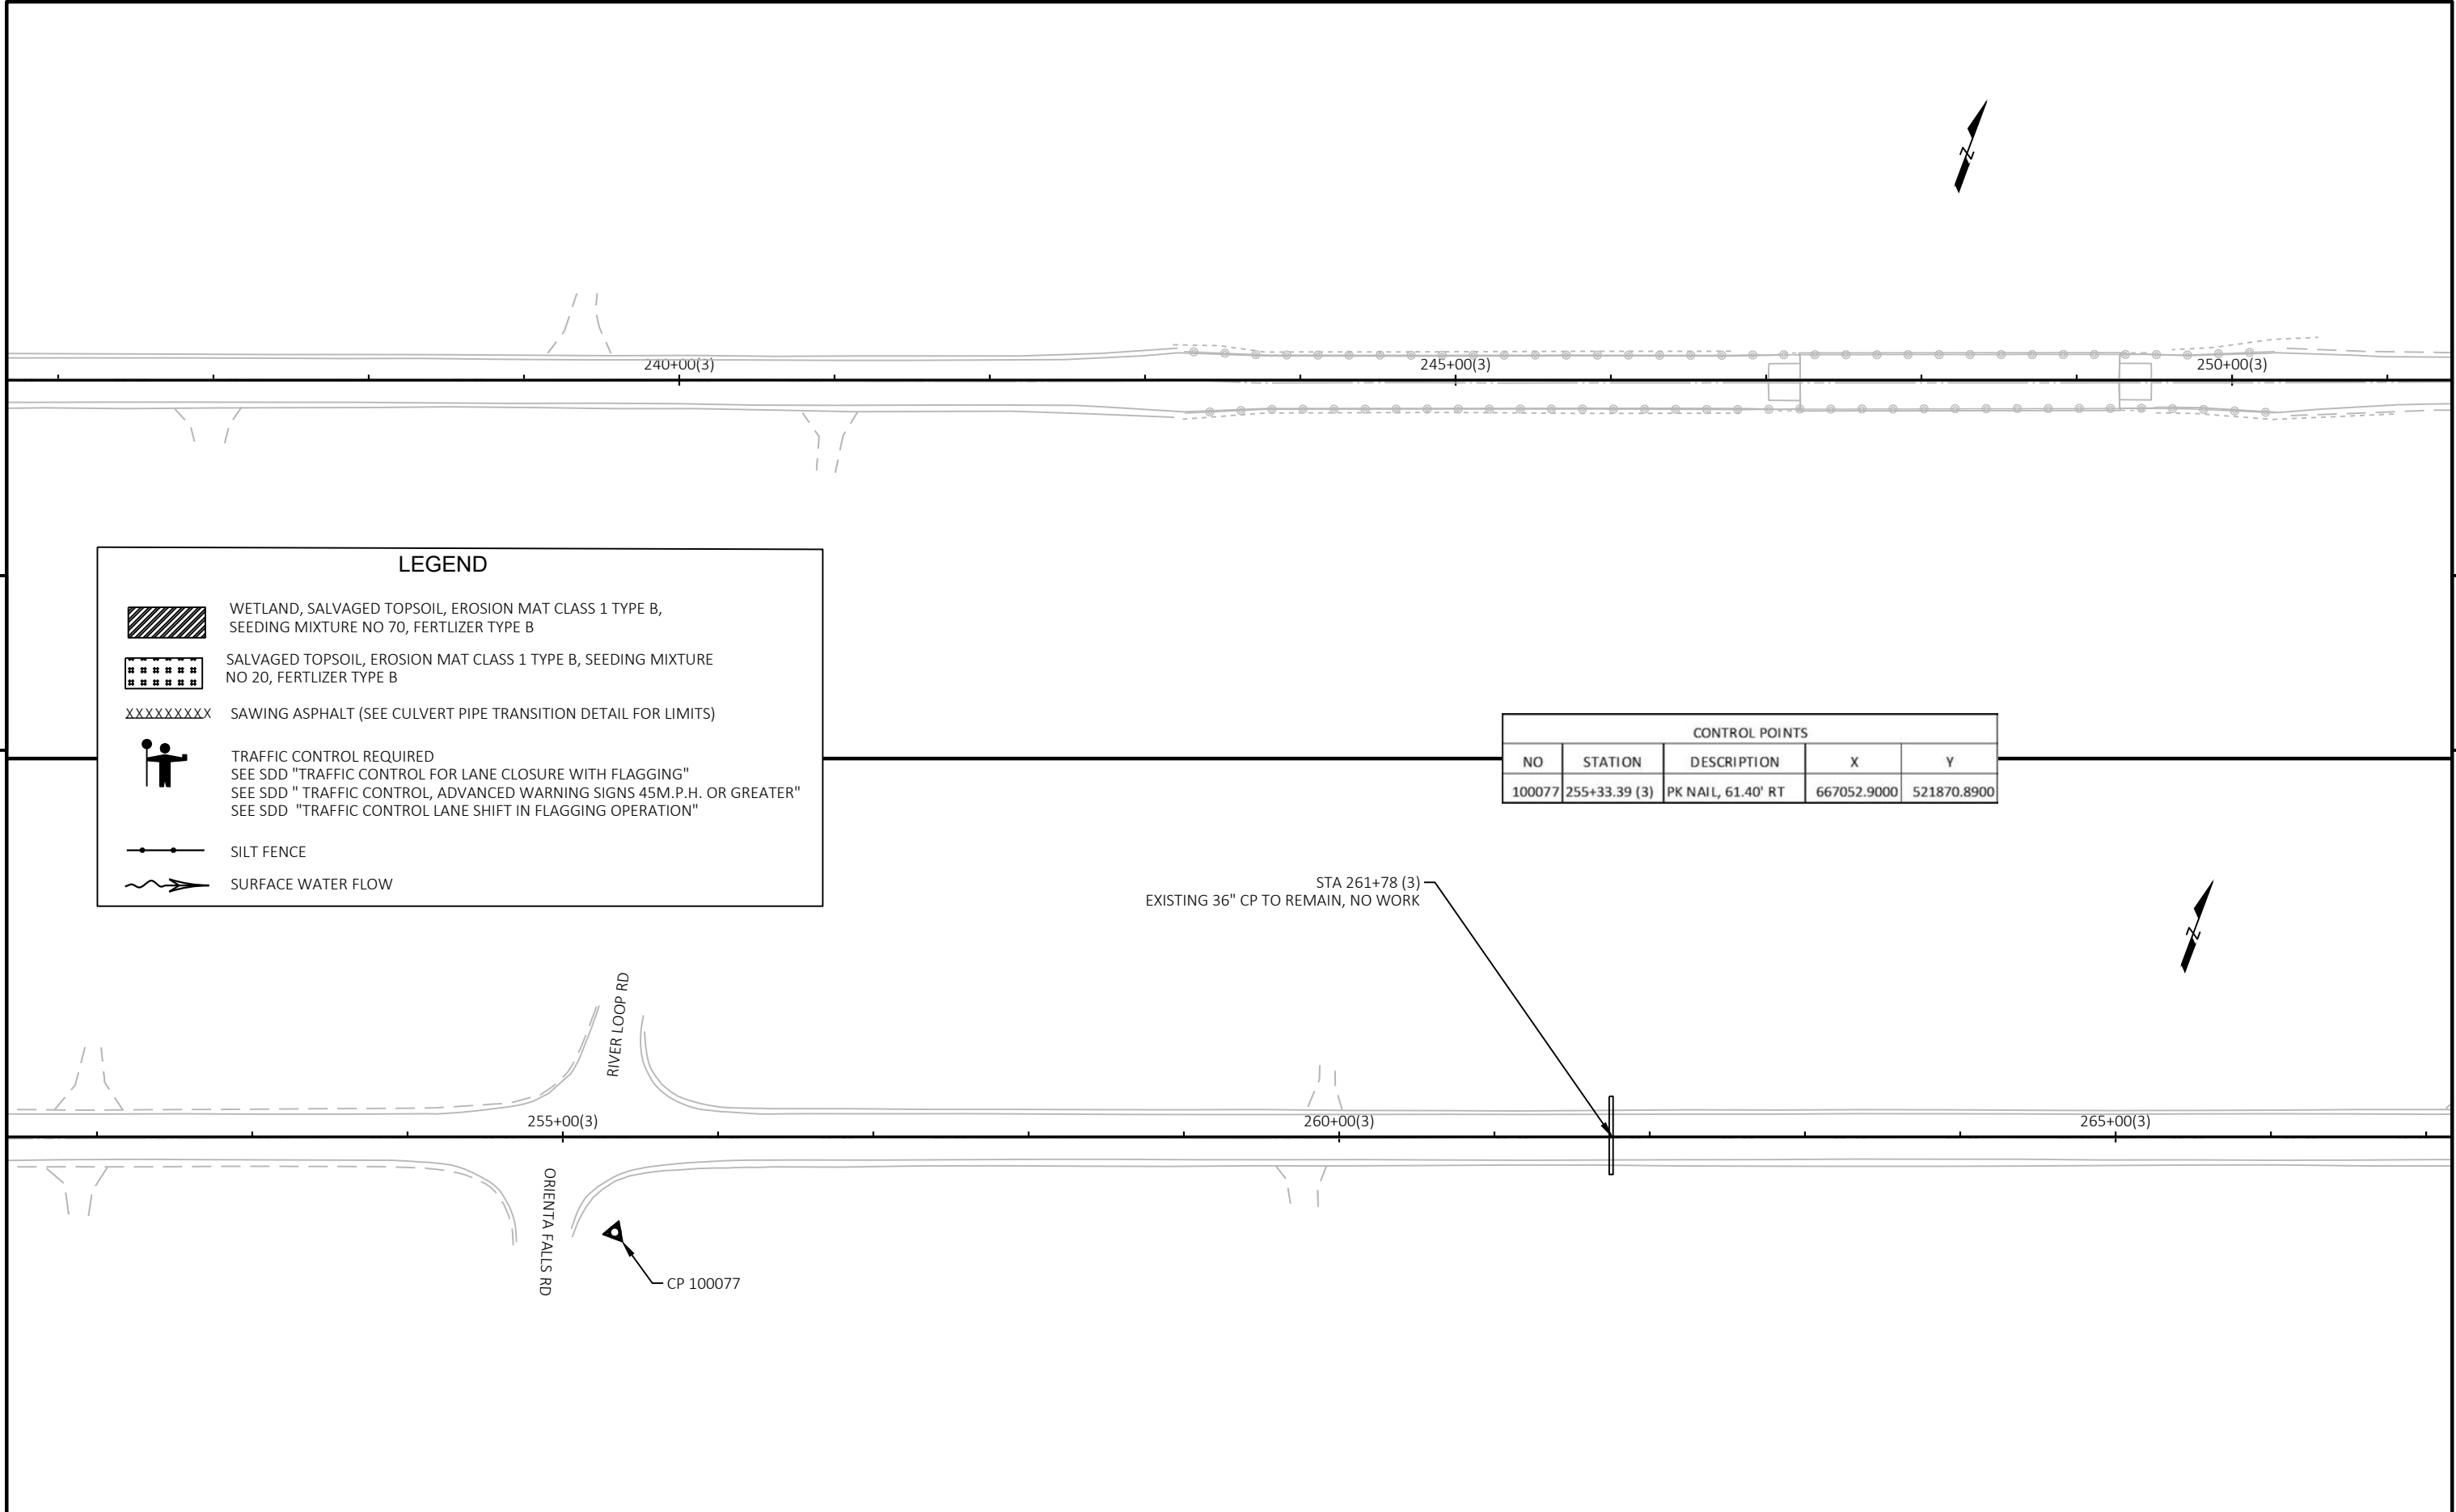 Z
240+00(3)
245+00(3)
250+00(3)
LEGEND
WETLAND, SALVAGED TOPSOIL, EROSION MAT CLASS 1 TYPE B,
SEEDING MIXTURE NO 70, FERTLIZER TYPE B
SALVAGED TOPSOIL, EROSION MAT CLASS 1 TYPE B, SEEDING MIXTURE
NO 20, FERTLIZER TYPE B
XXXXXXXXX SAWING ASPHALT (SEE CULVERT PIPE TRANSITION DETAIL FOR LIMITS)
TRAFFIC CONTROL REQUIRED
SEE SDD "TRAFFIC CONTROL FOR LANE CLOSURE WITH FLAGGING"
SEE SDD " TRAFFIC CONTROL, ADVANCED WARNING SIGNS 45M.P.H. OR GREATER"
SEE SDD "TRAFFIC CONTROL LANE SHIFT IN FLAGGING OPERATION"
SILT FENCE
SURFACE WATER FLOW
CONTROL POINTS
NO STATION DESCRIPTION X Y
100077 255+33.39 (3) PK NAIL, 61.40' RT 667052.9000 521870.8900
STA 261+78 (3)
EXISTING 36" CP TO REMAIN, NO WORK
Z
RIVER LOOP RD
255+00(3)
260+00(3)
265+00(3)
ORIENTA FALLS RD
CP 100077